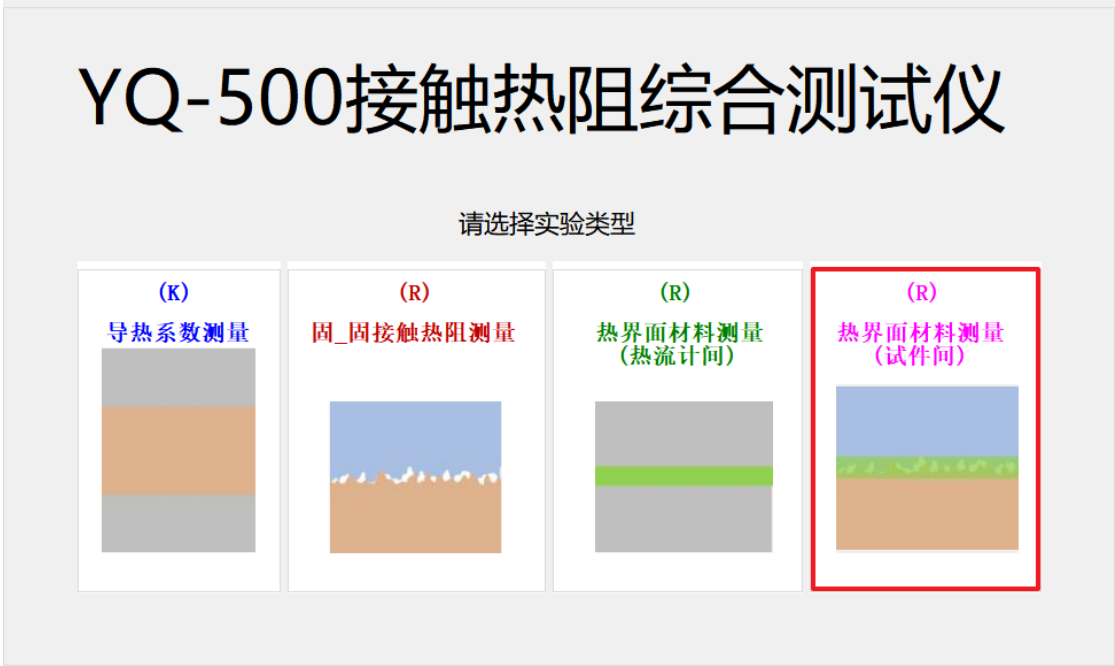 YQ-500接触热阻综合测试仪
请选择实验类型
(K)
导热系数测量
(R)
固_固接触热阻测量
(R)
热界面材料测量
(热流计间)
(R)
热界面材料测量
(试件间)